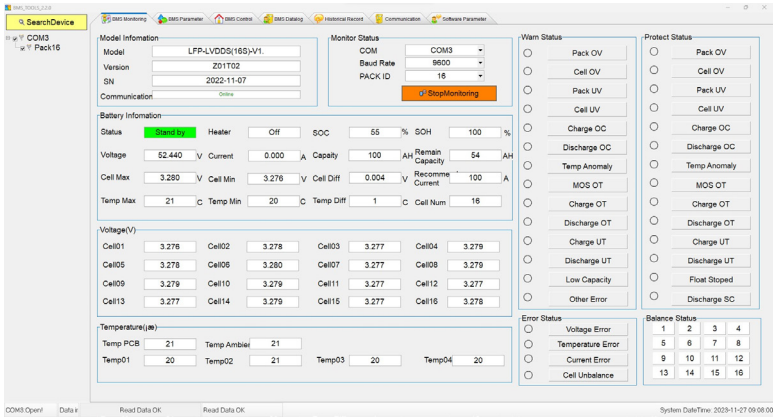 BMS_TOOLS_2.2.0
SearchDevice
COM3
Pack16
BMS Monitoring BMS Parameter BMS Control BMS Datalog Historical Record Communication Software Parameter
Model Infomation
Model LFP-LVDDS(16S)-V1.
Version Z01T02
SN 2022-11-07
Communication Online
Monitor Status
COM COM3
Baud Rate 9600
PACK ID 16
StopMonitoring
Battery Infomation
Status Stand by Heater Off SOC 55 % SOH 100 %
Voltage 52.440 V Current 0.000 A Capaity 100 AH Remain Capacity 54 AH
Cell Max 3.280 V Cell Min 3.276 V Cell Diff 0.004 V Recomme Current 100 A
Temp Max 21 C Temp Min 20 C Temp Diff 1 C Cell Num 16
Voltage(V)
Cell01 3.276 Cell02 3.278 Cell03 3.277 Cell04 3.279
Cell05 3.278 Cell06 3.280 Cell07 3.277 Cell08 3.279
Cell09 3.279 Cell10 3.279 Cell11 3.277 Cell12 3.277
Cell13 3.277 Cell14 3.279 Cell15 3.277 Cell16 3.278
Temperature(¡æ)
Temp PCB 21 Temp Ambier 21
Temp01 20 Temp02 21 Temp03 20 Temp04 20
Warn Status
Pack OV
Cell OV
Pack UV
Cell UV
Charge OC
Discharge OC
Temp Anomaly
MOS OT
Charge OT
Discharge OT
Charge UT
Discharge UT
Low Capacity
Other Error
Protect Status
Pack OV
Cell OV
Pack UV
Cell UV
Charge OC
Discharge OC
Temp Anomaly
MOS OT
Charge OT
Discharge OT
Charge UT
Discharge UT
Float Stoped
Discharge SC
Error Status
Voltage Error
Temperature Error
Current Error
Cell Unbalance
Balance Status
1 2 3 4
5 6 7 8
9 10 11 12
13 14 15 16
COM3:Open! Data ir Read Data OK Read Data OK System DateTime: 2023-11-27 09:08:00